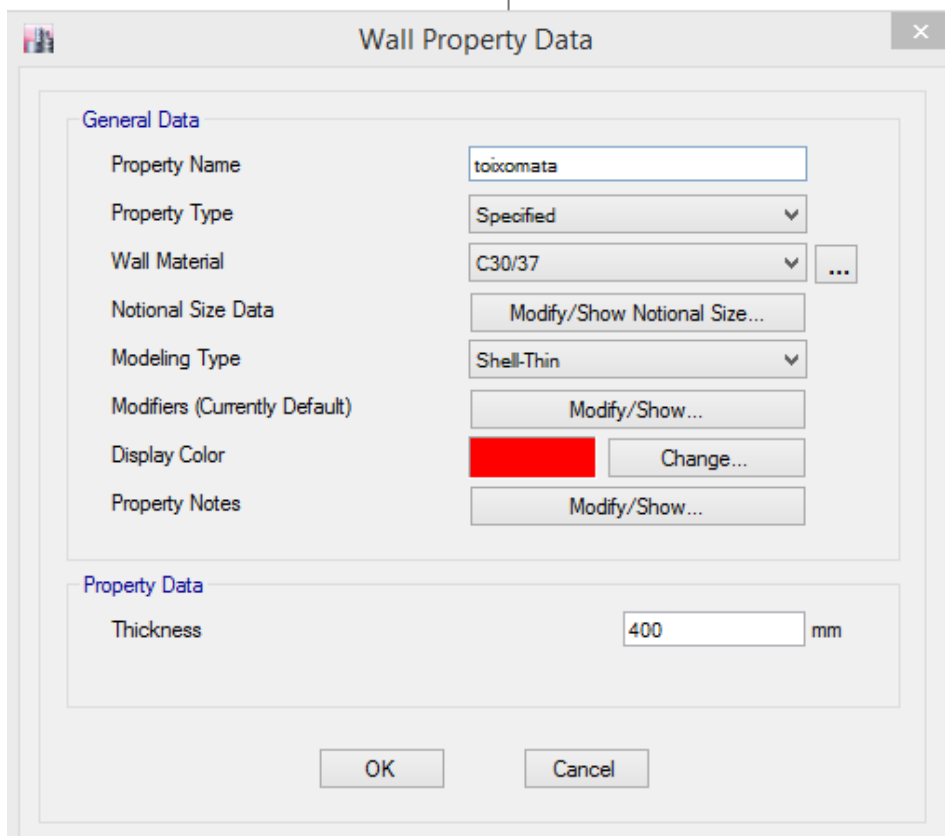 Wall Property Data
General Data
Property Name toixomata
Property Type Specified
Wall Material C30/37 ...
Notional Size Data Modify/Show Notional Size...
Modeling Type Shell-Thin
Modifiers (Currently Default) Modify/Show...
Display Color Change...
Property Notes Modify/Show...
Property Data
Thickness 400 mm
OK Cancel